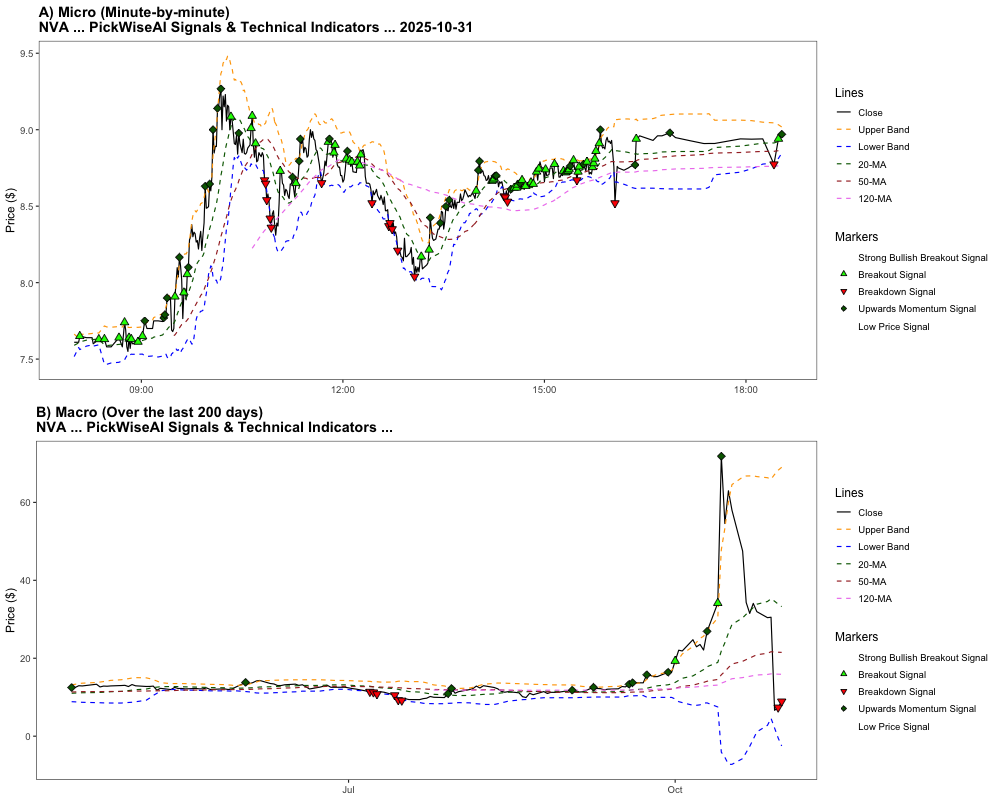 A) Micro (Minute-by-minute)
NVA ... PickWiseAI Signals & Technical Indicators ... 2025-10-31
9.5
9.0
8.5
8.0
7.5
Price ($)
09:00
12:00
15:00
18:00
Lines
Close
Upper Band
Lower Band
20-MA
50-MA
120-MA
Markers
Strong Bullish Breakout Signal
Breakout Signal
Breakdown Signal
Upwards Momentum Signal
Low Price Signal
B) Macro (Over the last 200 days)
NVA ... PickWiseAI Signals & Technical Indicators ...
60
40
20
0
Price ($)
Jul
Oct
Lines
Close
Upper Band
Lower Band
20-MA
50-MA
120-MA
Markers
Strong Bullish Breakout Signal
Breakout Signal
Breakdown Signal
Upwards Momentum Signal
Low Price Signal